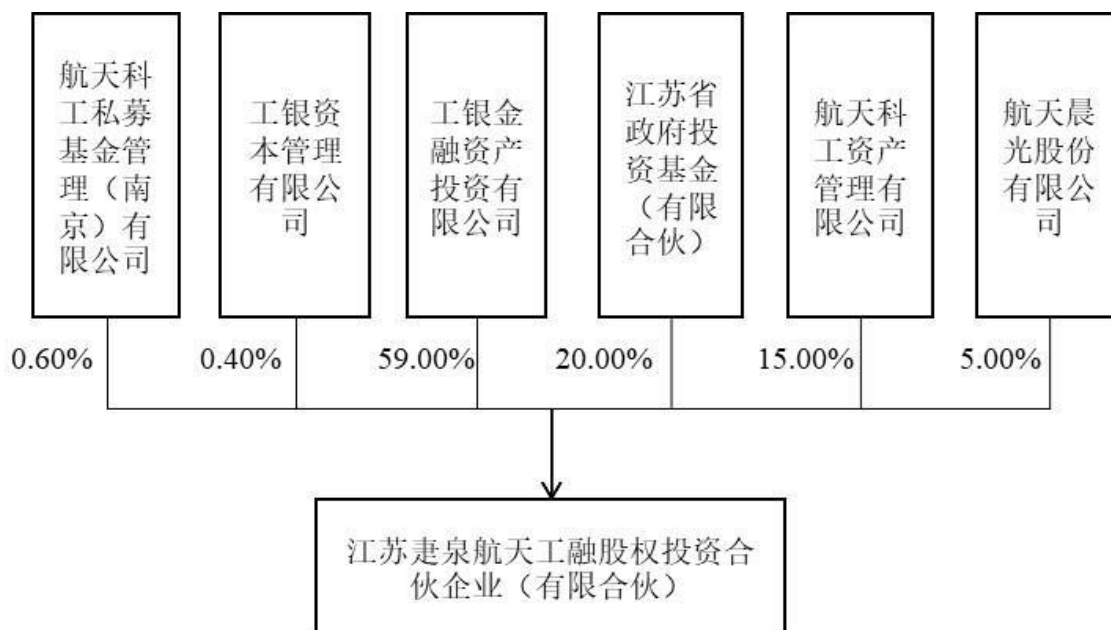 航天科
工私募
基金管
理（南
京）有
限公司
工银资
本管理
有限公
司
工银金
融资产
投资有
限公司
江苏省
政府投
资基金
（有限
合伙）
航天科
工资产
管理有
限公司
航天晨
光股份
有限公
司
0.60%
0.40%
59.00%
20.00%
15.00%
5.00%
江苏疌泉航天工融股权投资合
伙企业（有限合伙）